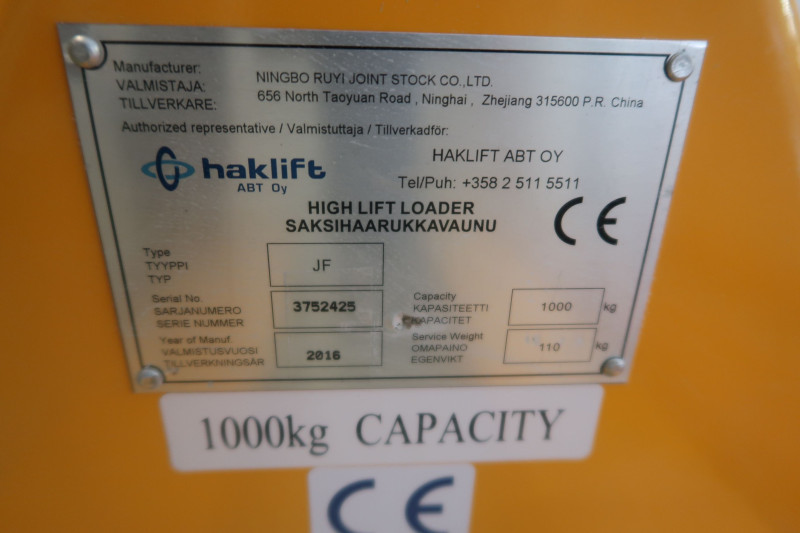 Manufacturer:
VALMISTAJA:
TILLVERKARE:
NINGBO RUYI JOINT STOCK CO.,LTD.
656 North Taoyuan Road , Ninghai , Zhejiang 315600 P.R. China
Authorized representative / Valmistuttaja / Tillverkadför:
haklift
ABT Oy
HAKLIFT ABT OY
Tel/Puh: +358 2 511 5511
HIGH LIFT LOADER
SAKSIHAARUKKAVAUNU
CE
Type
TYYPPI
TYP
JF
Serial No.
SARJANUMERO
SERIE NUMMER
3752425
Capacity
KAPASITEETTI
KAPACITET
1000 kg
Year of Manuf.
VALMISTUSVUOSI
TILLVERKNINGSÅR
2016
Service Weight
OMAPAINO
EGENVIKT
110 kg
1000kg CAPACITY
CE